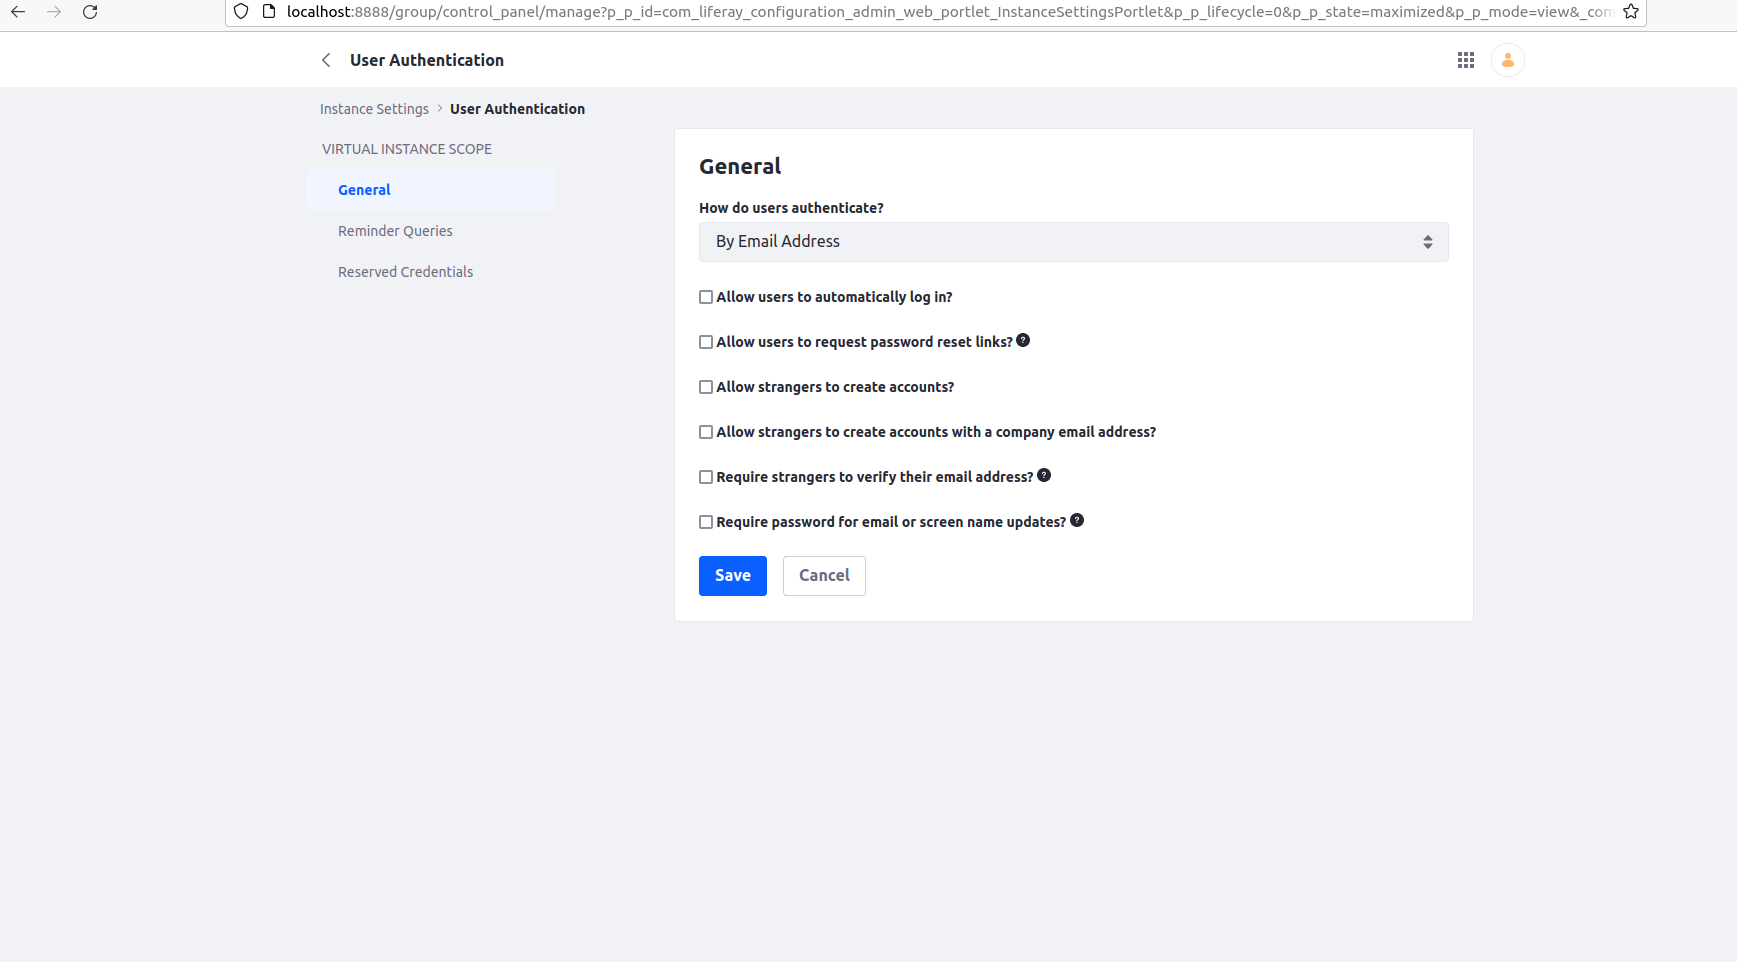 localhost:8888/group/control_panel/manage?p_p_id=com_liferay_configuration_admin_web_portlet_InstanceSettingsPortlet&p_p_lifecycle=0&p_p_state=maximized&p_p_mode=view&_com
User Authentication
Instance Settings > User Authentication
VIRTUAL INSTANCE SCOPE
General
Reminder Queries
Reserved Credentials
General
How do users authenticate?
By Email Address
Allow users to automatically log in?
Allow users to request password reset links? ?
Allow strangers to create accounts?
Allow strangers to create accounts with a company email address?
Require strangers to verify their email address? ?
Require password for email or screen name updates? ?
Save Cancel